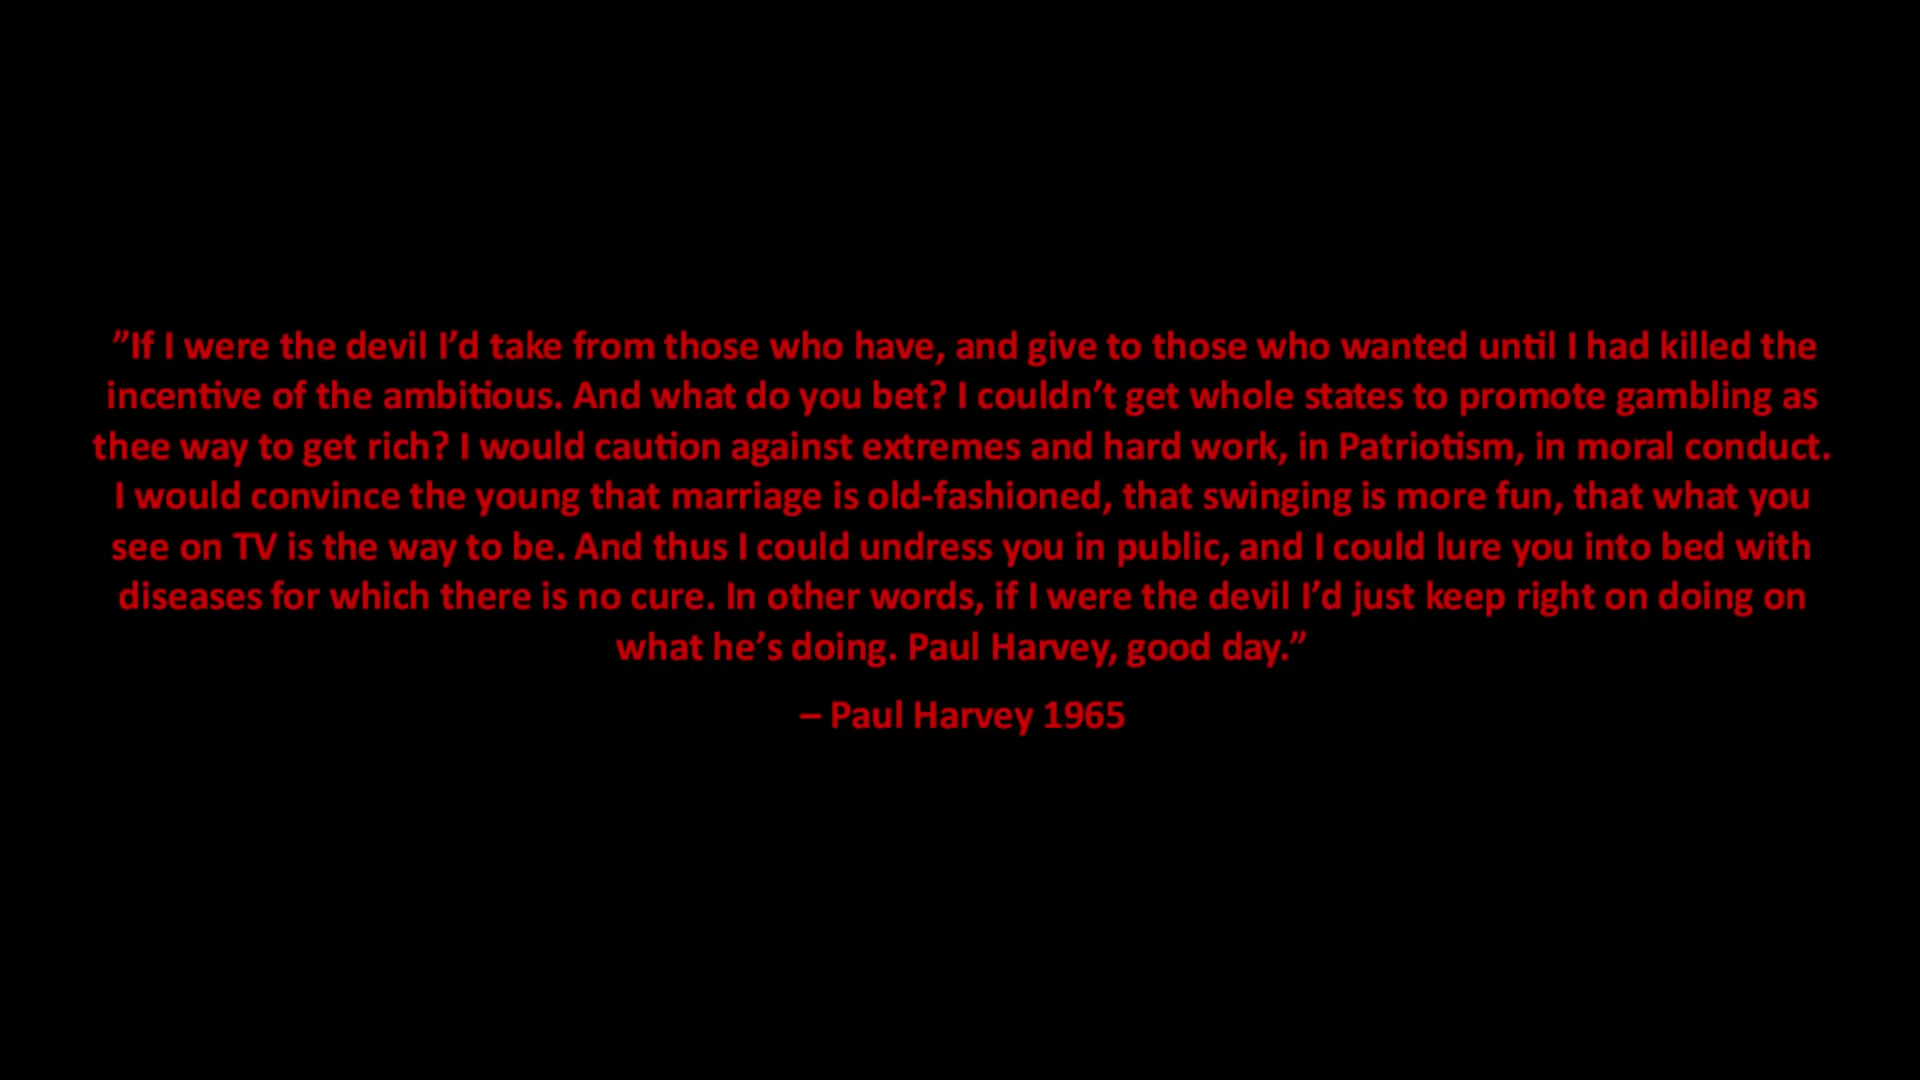 ”If I were the devil I’d take from those who have, and give to those who wanted until I had killed the
incentive of the ambitious. And what do you bet? I couldn’t get whole states to promote gambling as
thee way to get rich? I would caution against extremes and hard work, in Patriotism, in moral conduct.
I would convince the young that marriage is old-fashioned, that swinging is more fun, that what you
see on TV is the way to be. And thus I could undress you in public, and I could lure you into bed with
diseases for which there is no cure. In other words, if I were the devil I’d just keep right on doing on
what he’s doing. Paul Harvey, good day.”
– Paul Harvey 1965